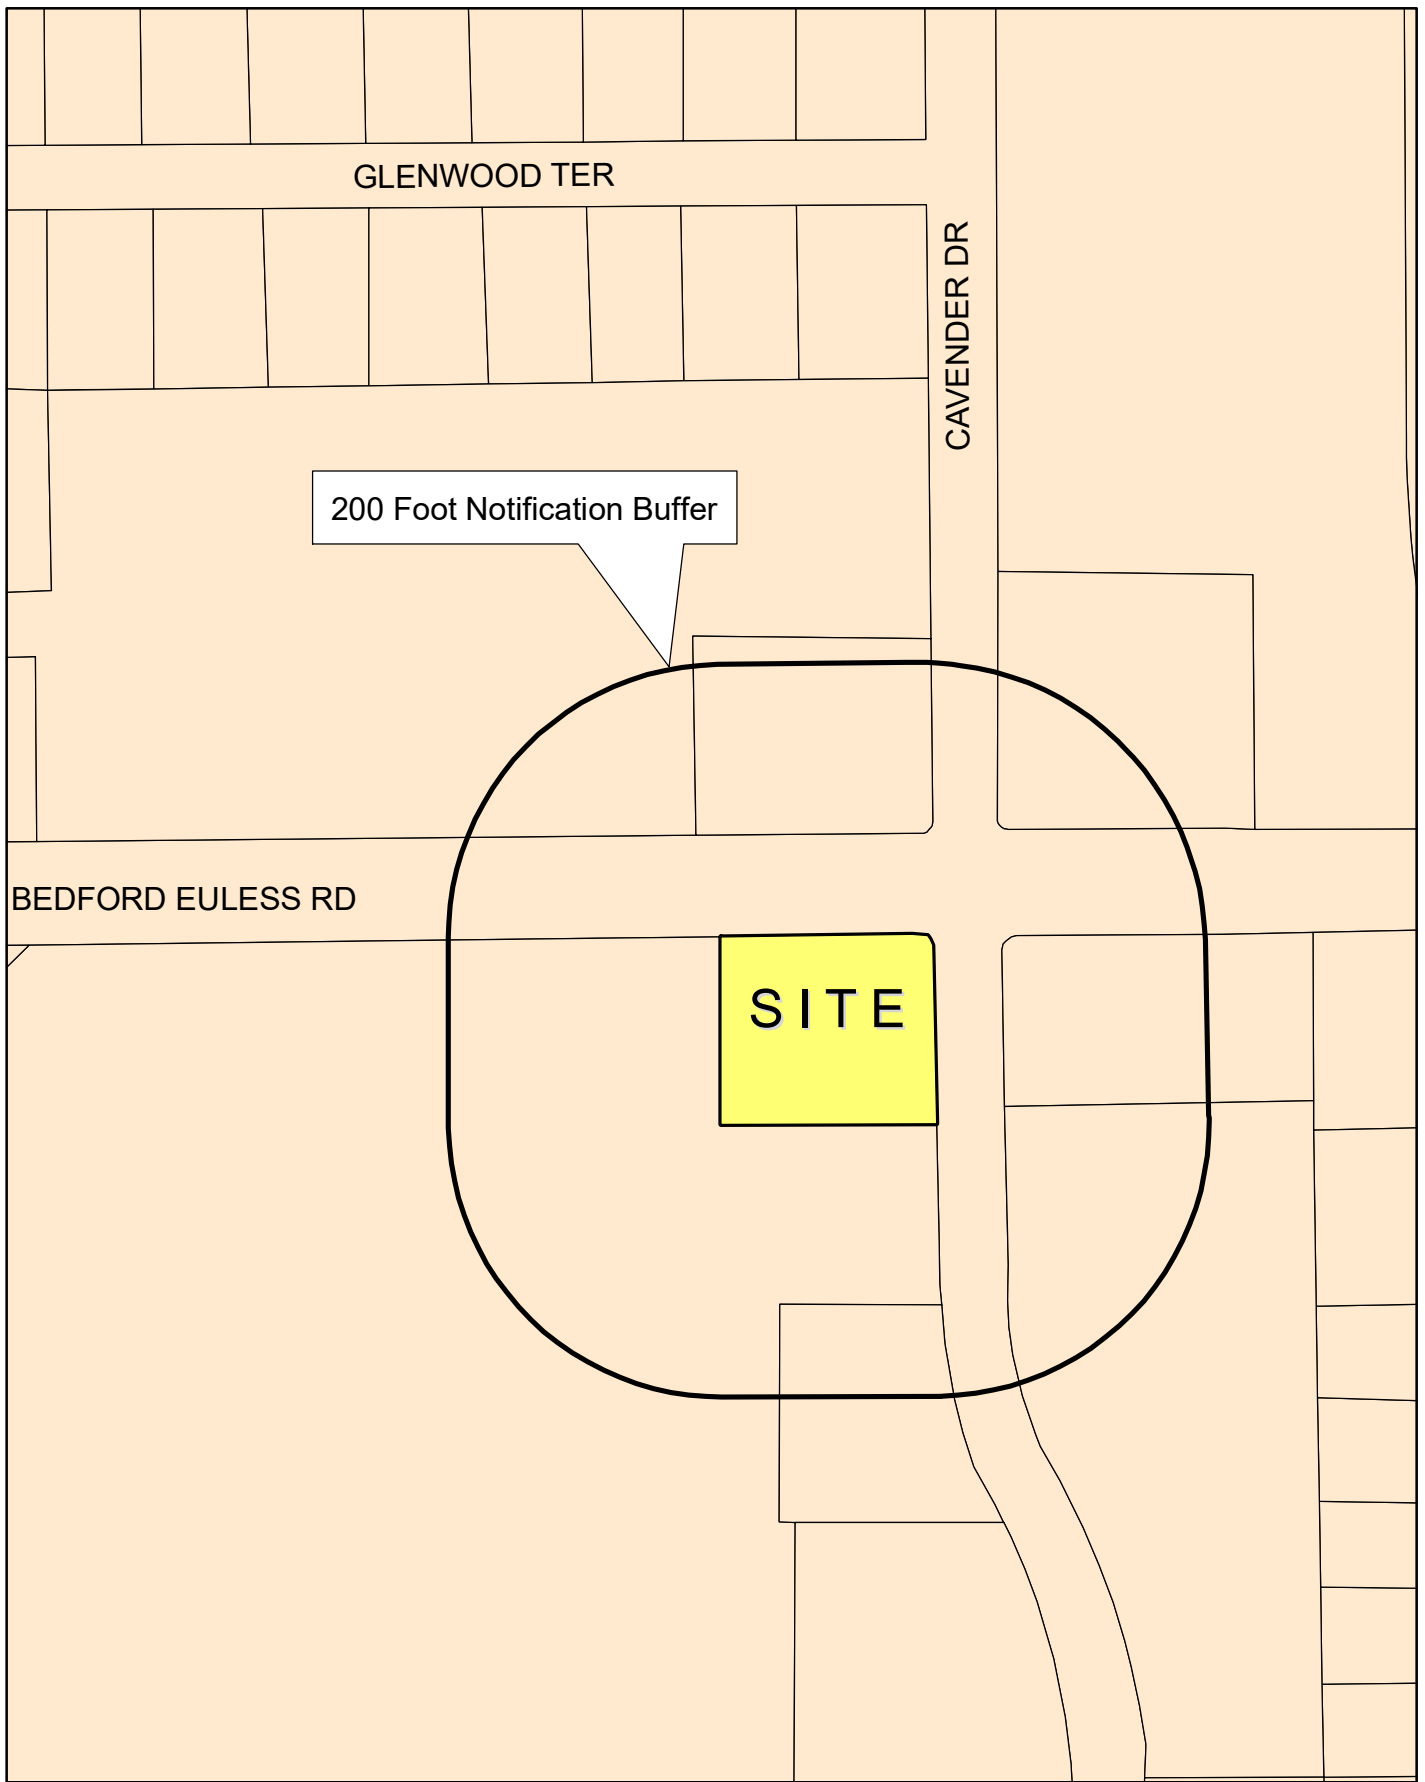 GLENWOOD TER
CAVENDER DR
200 Foot Notification Buffer
BEDFORD EULESS RD
SITE